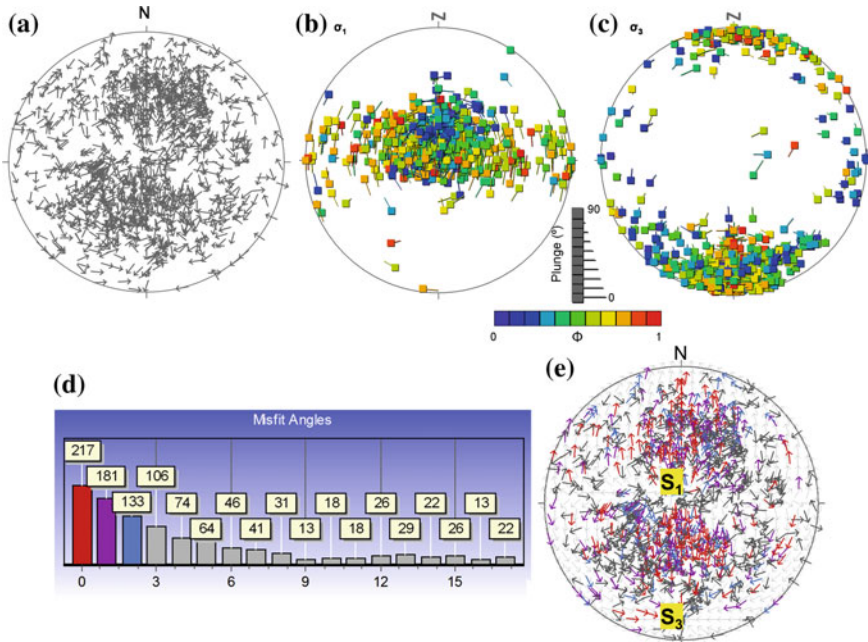 (a)
N
(b)
σ1
N
(c)
σ3
N
90
Plunge (º)
0
0
Φ
1
(d)
Misfit Angles
217
181
133
106
74
64
46
41
31
13
18
18
26
29
22
26
13
22
0
3
6
9
12
15
(e)
N
S1
S3